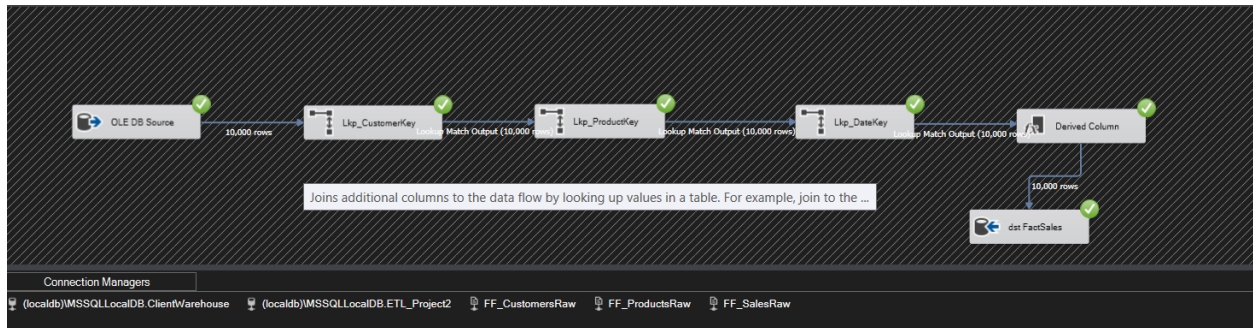 OLE DB Source
10,000 rows
Lkp_CustomerKey
Lookup Match Output (10,000 rows)
Lkp_ProductKey
Lookup Match Output (10,000 rows)
Lkp_DateKey
Lookup Match Output (10,000 rows)
Derived Column
10,000 rows
dst FactSales
Joins additional columns to the data flow by looking up values in a table. For example, join to the ...
Connection Managers
(localdb)\MSSQLLocalDB.ClientWarehouse (localdb)\MSSQLLocalDB.ETL_Project2 FF_CustomersRaw FF_ProductsRaw FF_SalesRaw